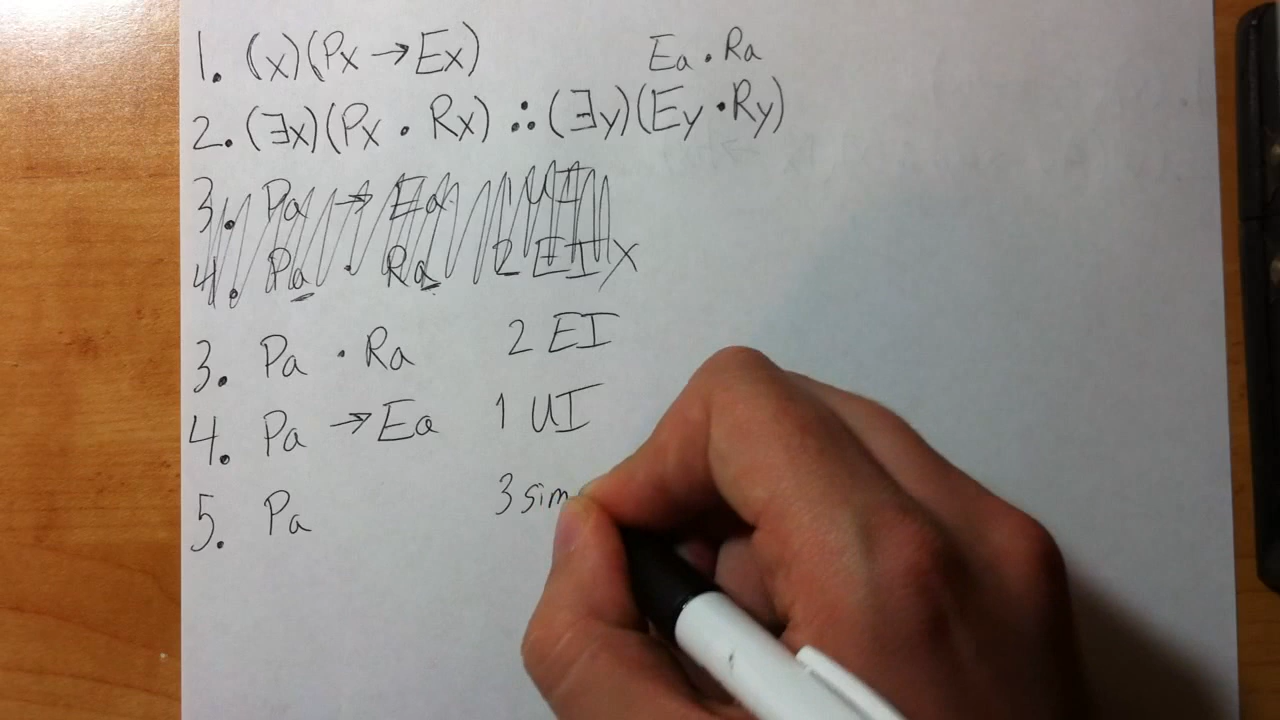 1. (x)(Px → Ex)
Ea • Ra
2. (∃x)(Px • Rx) ∴ (∃y)(Ey • Ry)
3. Pa → Ea 1 UI
4. Pa • Ra 2 EI X
3. Pa • Ra 2 EI
4. Pa → Ea 1 UI
5. Pa 3 sim